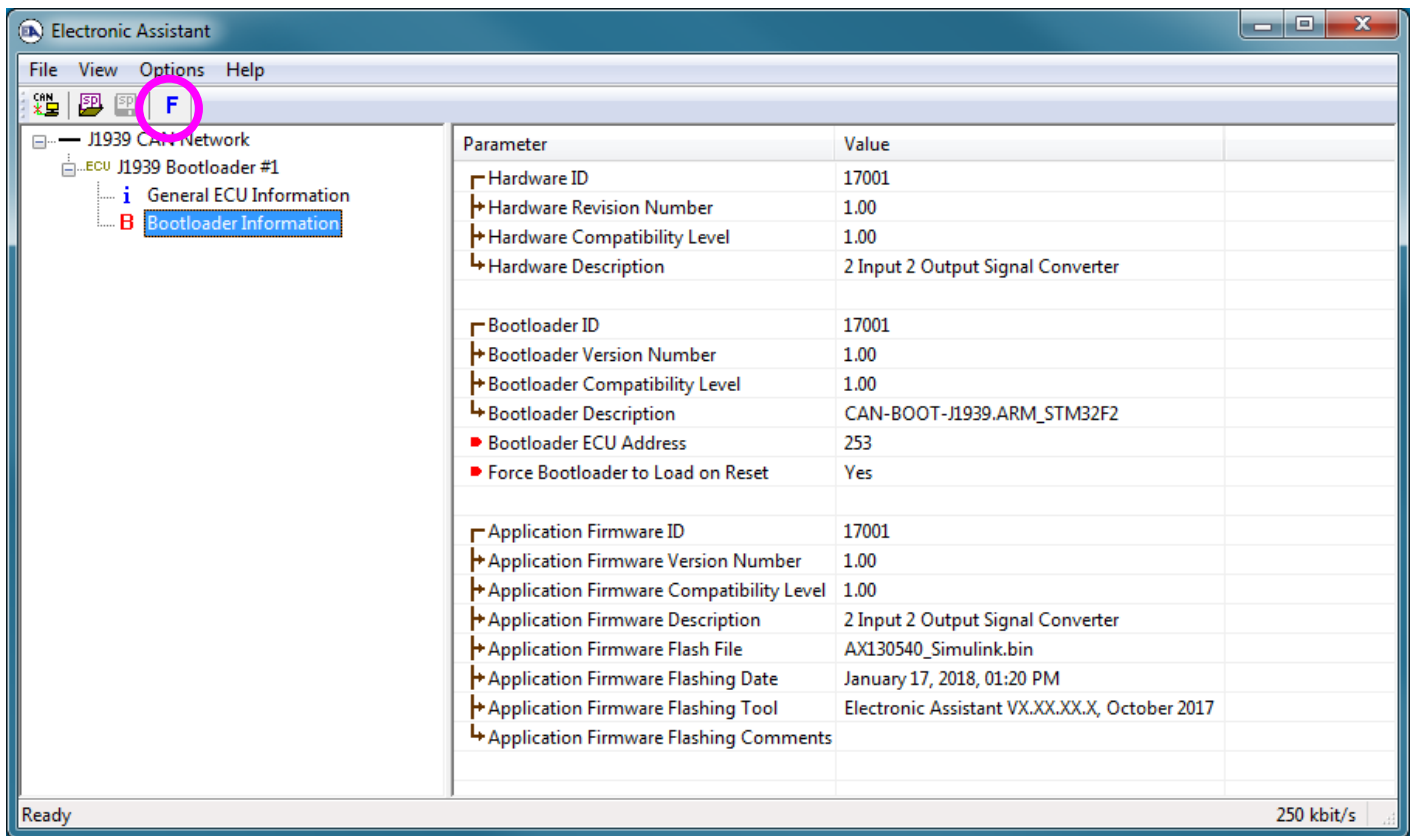 EA Electronic Assistant
File View Options Help
CAN SP SP F
J1939 CAN Network
ECU J1939 Bootloader #1
i General ECU Information
B Bootloader Information
Parameter Value
Hardware ID 17001
Hardware Revision Number 1.00
Hardware Compatibility Level 1.00
Hardware Description 2 Input 2 Output Signal Converter
Bootloader ID 17001
Bootloader Version Number 1.00
Bootloader Compatibility Level 1.00
Bootloader Description CAN-BOOT-J1939.ARM_STM32F2
Bootloader ECU Address 253
Force Bootloader to Load on Reset Yes
Application Firmware ID 17001
Application Firmware Version Number 1.00
Application Firmware Compatibility Level 1.00
Application Firmware Description 2 Input 2 Output Signal Converter
Application Firmware Flash File AX130540_Simulink.bin
Application Firmware Flashing Date January 17, 2018, 01:20 PM
Application Firmware Flashing Tool Electronic Assistant VX.XX.XX.X, October 2017
Application Firmware Flashing Comments
Ready 250 kbit/s